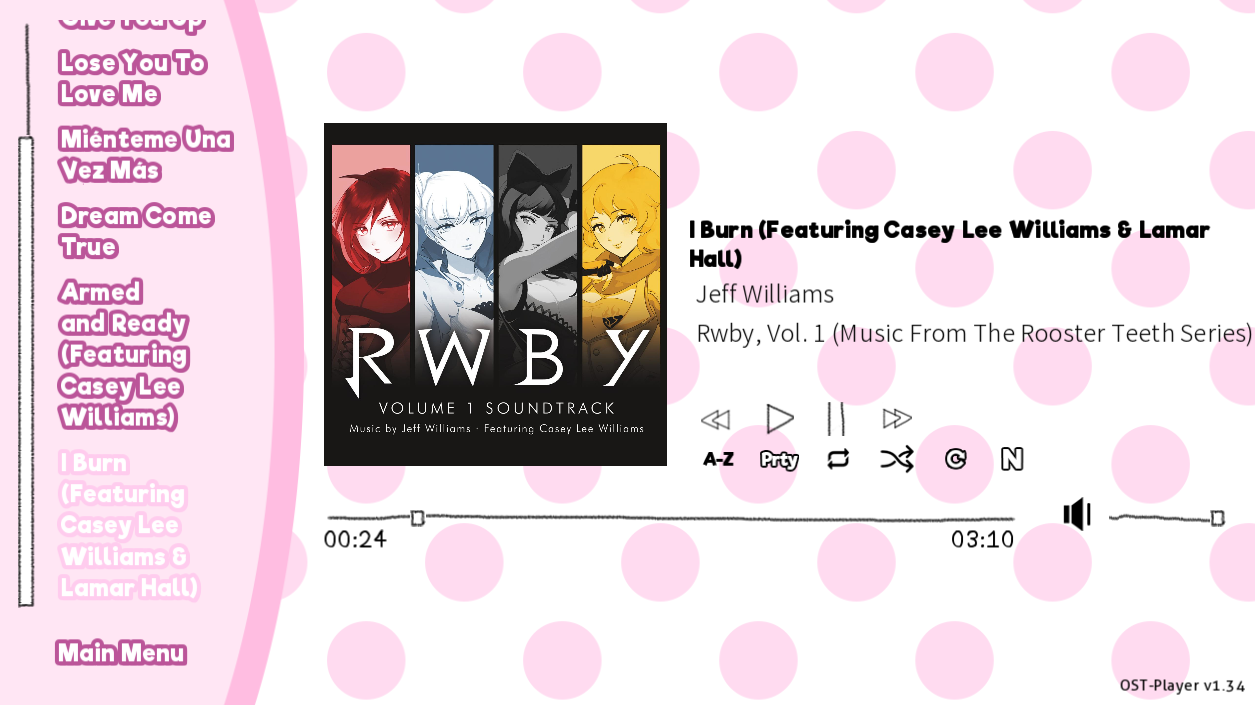 Give You Up
Lose You To
Love Me
Miénteme Una
Vez Más
Dream Come
True
Armed
and Ready
(Featuring
Casey Lee
Williams)
I Burn
(Featuring
Casey Lee
Williams &
Lamar Hall)
Main Menu
RWBY
VOLUME 1 SOUNDTRACK
Music by Jeff Williams · Featuring Casey Lee Williams
I Burn (Featuring Casey Lee Williams & Lamar
Hall)
Jeff Williams
Rwby, Vol. 1 (Music From The Rooster Teeth Series)
A-Z Prty C N
00:24 03:10
OST-Player v1.34